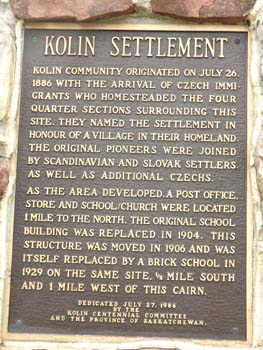 KOLIN SETTLEMENT
KOLIN COMMUNITY ORIGINATED ON JULY 26,
1886 WITH THE ARRIVAL OF CZECH IMMI-
GRANTS WHO HOMESTEADED THE FOUR
QUARTER SECTIONS SURROUNDING THIS
SITE. THEY NAMED THE SETTLEMENT IN
HONOUR OF A VILLAGE IN THEIR HOMELAND.
THE ORIGINAL PIONEERS WERE JOINED
BY SCANDINAVIAN AND SLOVAK SETTLERS
AS WELL AS ADDITIONAL CZECHS.
AS THE AREA DEVELOPED, A POST OFFICE,
STORE AND SCHOOL/CHURCH WERE LOCATED
1 MILE TO THE NORTH. THE ORIGINAL SCHOOL
BUILDING WAS REPLACED IN 1904. THIS
STRUCTURE WAS MOVED IN 1906 AND WAS
ITSELF REPLACED BY A BRICK SCHOOL IN
1929 ON THE SAME SITE, ½ MILE SOUTH
AND 1 MILE WEST OF THIS CAIRN.
DEDICATED JULY 27, 1986
BY THE
KOLIN CENTENNIAL COMMITTEE
AND THE PROVINCE OF SASKATCHEWAN.